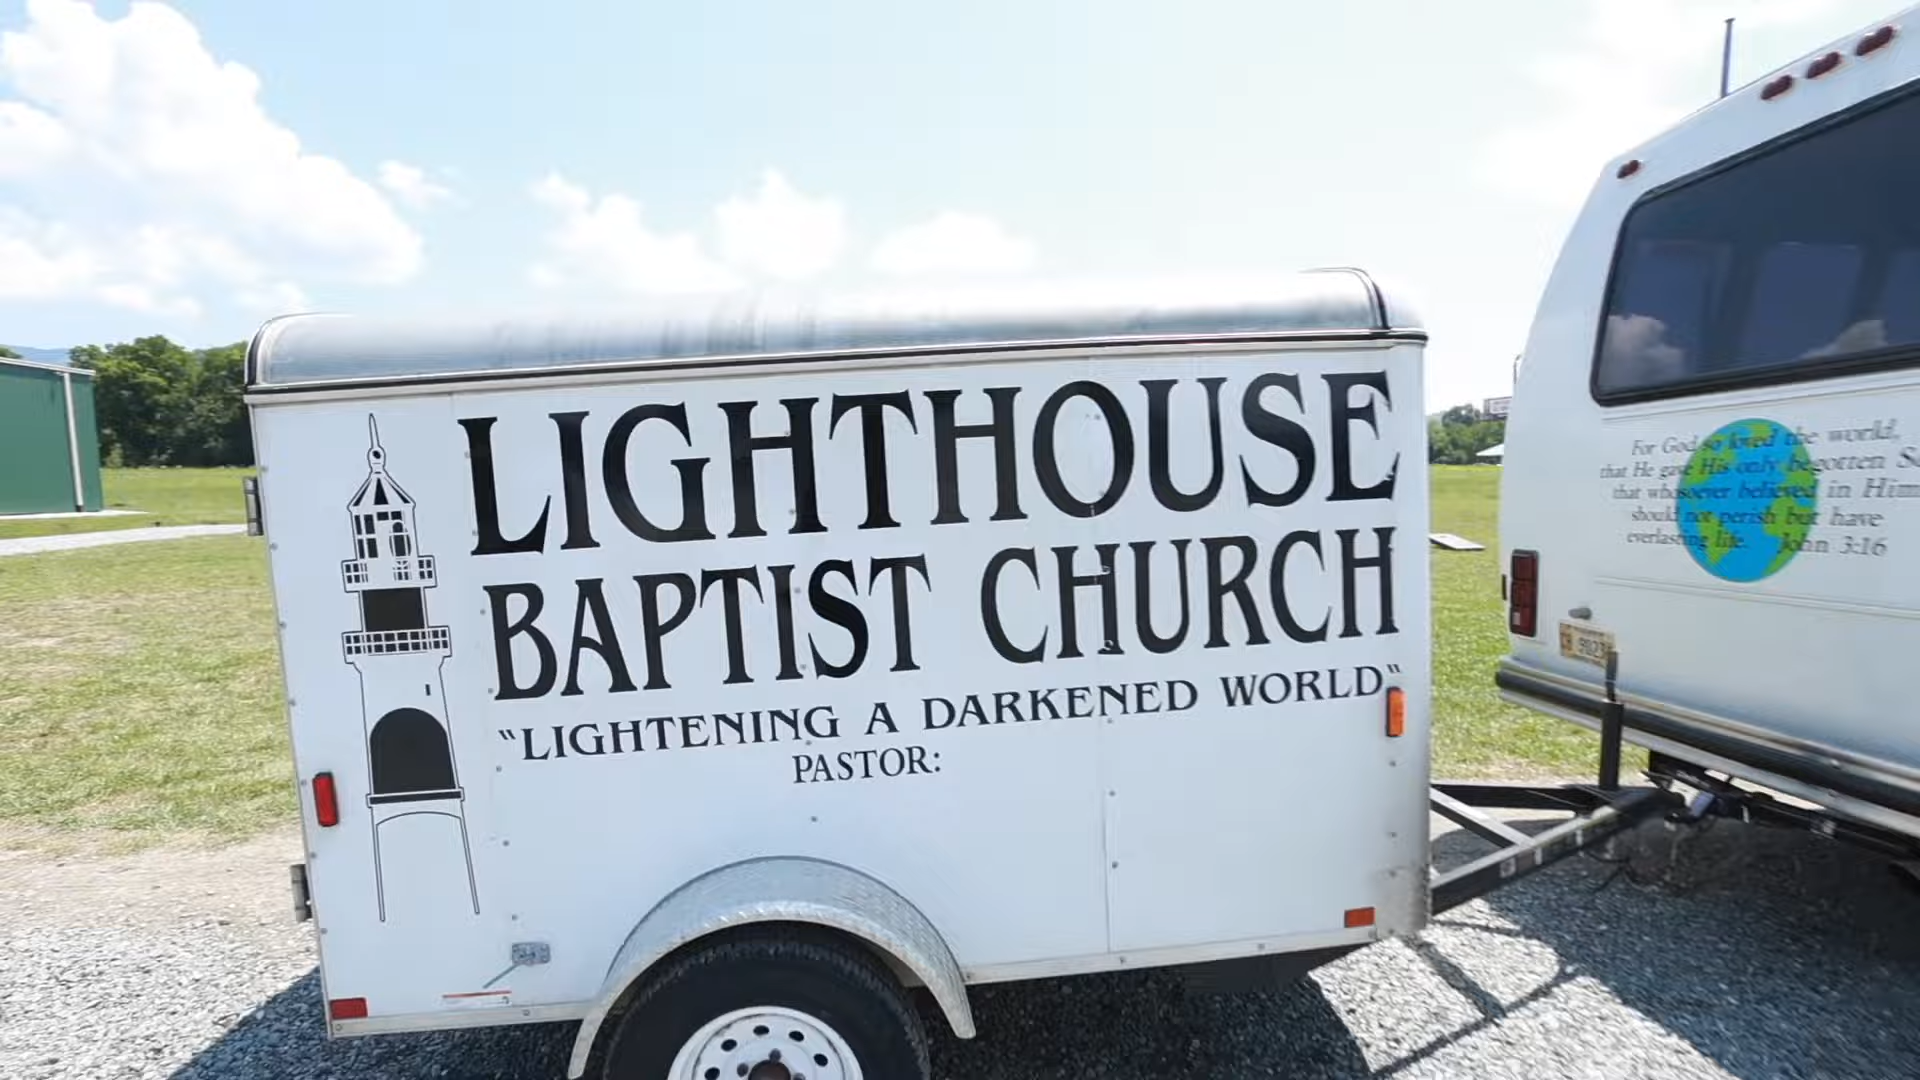 LIGHTHOUSE
BAPTIST CHURCH
"LIGHTENING A DARKENED WORLD"
PASTOR:
For God so loved the world,
that He gave His only begotten
that whosoever believed in Him
should not perish but have
everlasting life. John 3:16